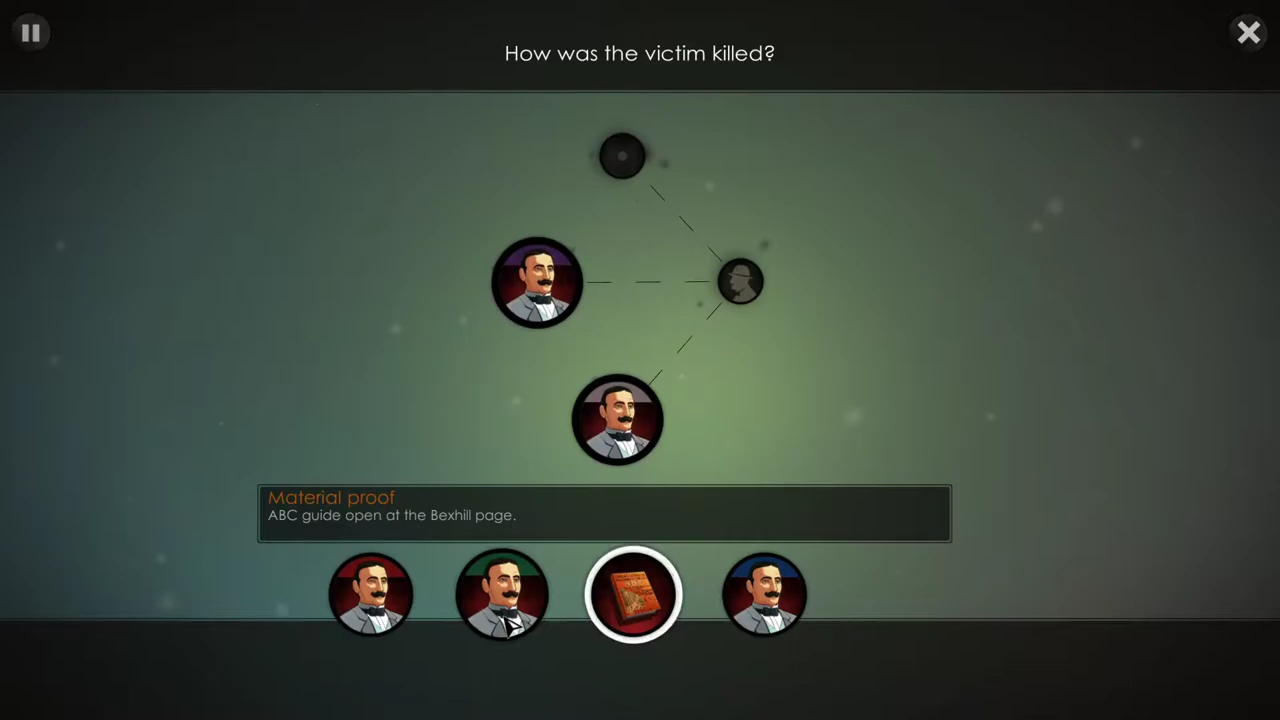 How was the victim killed?
Material proof
ABC guide open at the Bexhill page.